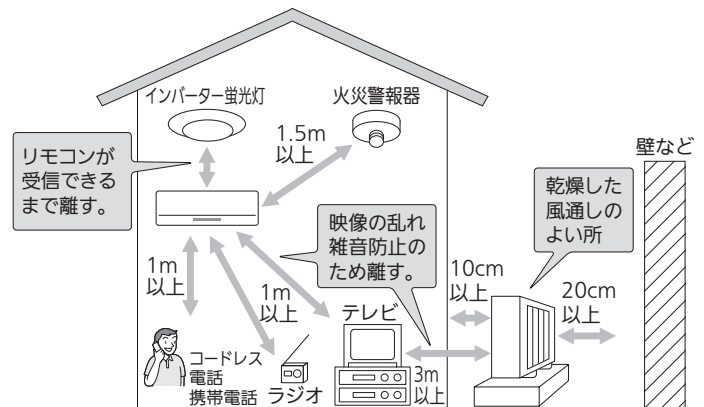 インバーター蛍光灯
火災警報器
1.5m
以上
リモコンが
受信できる
まで離す。
壁など
乾燥した
風通しの
よい所
映像の乱れ
雑音防止の
ため離す。
1m
以上
1m
以上
10cm
以上
20cm
以上
テレビ
コードレス
電話
携帯電話
ラジオ
3m
以上